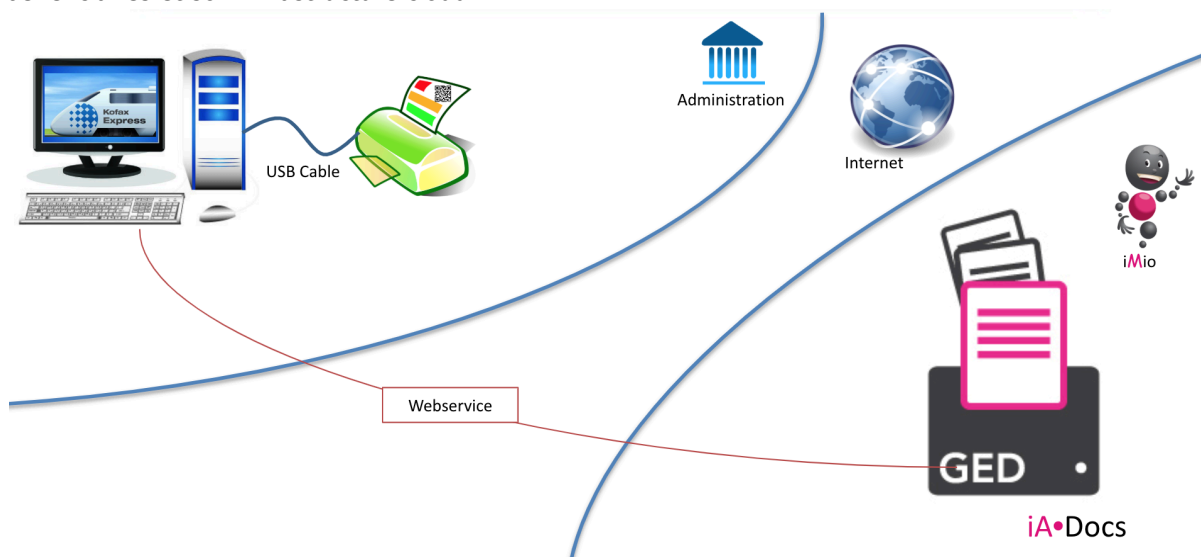 Kofax
Express
USB Cable
Administration
Internet
iMio
Webservice
GED
iA•Docs